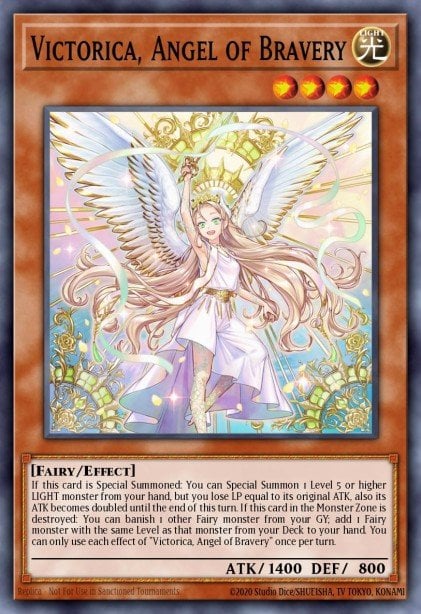 Victorica, Angel of Bravery
LIGHT
光
[Fairy/Effect]
If this card is Special Summoned: You can Special Summon 1 Level 5 or higher
LIGHT monster from your hand, but you lose LP equal to its original ATK, also its
ATK becomes doubled until the end of this turn. If this card in the Monster Zone is
destroyed: You can banish 1 other Fairy monster from your GY; add 1 Fairy
monster with the same Level as that monster from your Deck to your hand. You
can only use each effect of "Victorica, Angel of Bravery" once per turn.
ATK/1400 DEF/ 800
Replica - Not For Use in Sanctioned Tournaments
©2020 Studio Dice/SHUEISHA, TV TOKYO, KONAMI